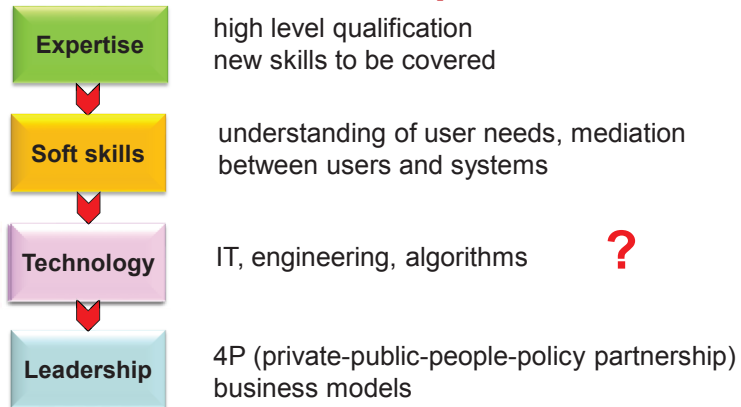 Expertise
high level qualification
new skills to be covered
Soft skills
understanding of user needs, mediation
between users and systems
Technology
IT, engineering, algorithms
?
Leadership
4P (private-public-people-policy partnership)
business models